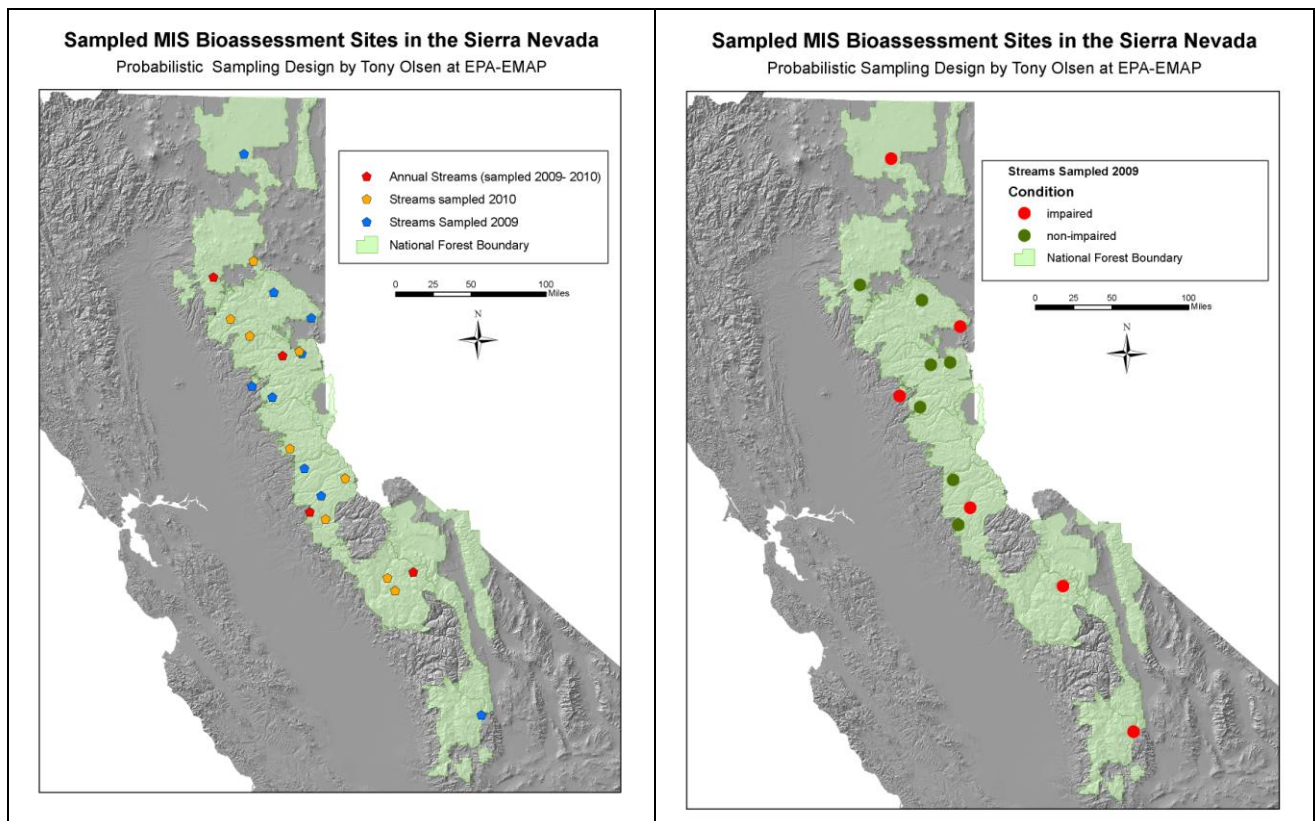 Sampled MIS Bioassessment Sites in the Sierra Nevada
Probabilistic Sampling Design by Tony Olsen at EPA-EMAP
Annual Streams (sampled 2009- 2010)
Streams sampled 2010
Streams Sampled 2009
National Forest Boundary
0 25 50 100
Miles
N
Sampled MIS Bioassessment Sites in the Sierra Nevada
Probabilistic Sampling Design by Tony Olsen at EPA-EMAP
Streams Sampled 2009
Condition
impaired
non-impaired
National Forest Boundary
0 25 50 100
Miles
N